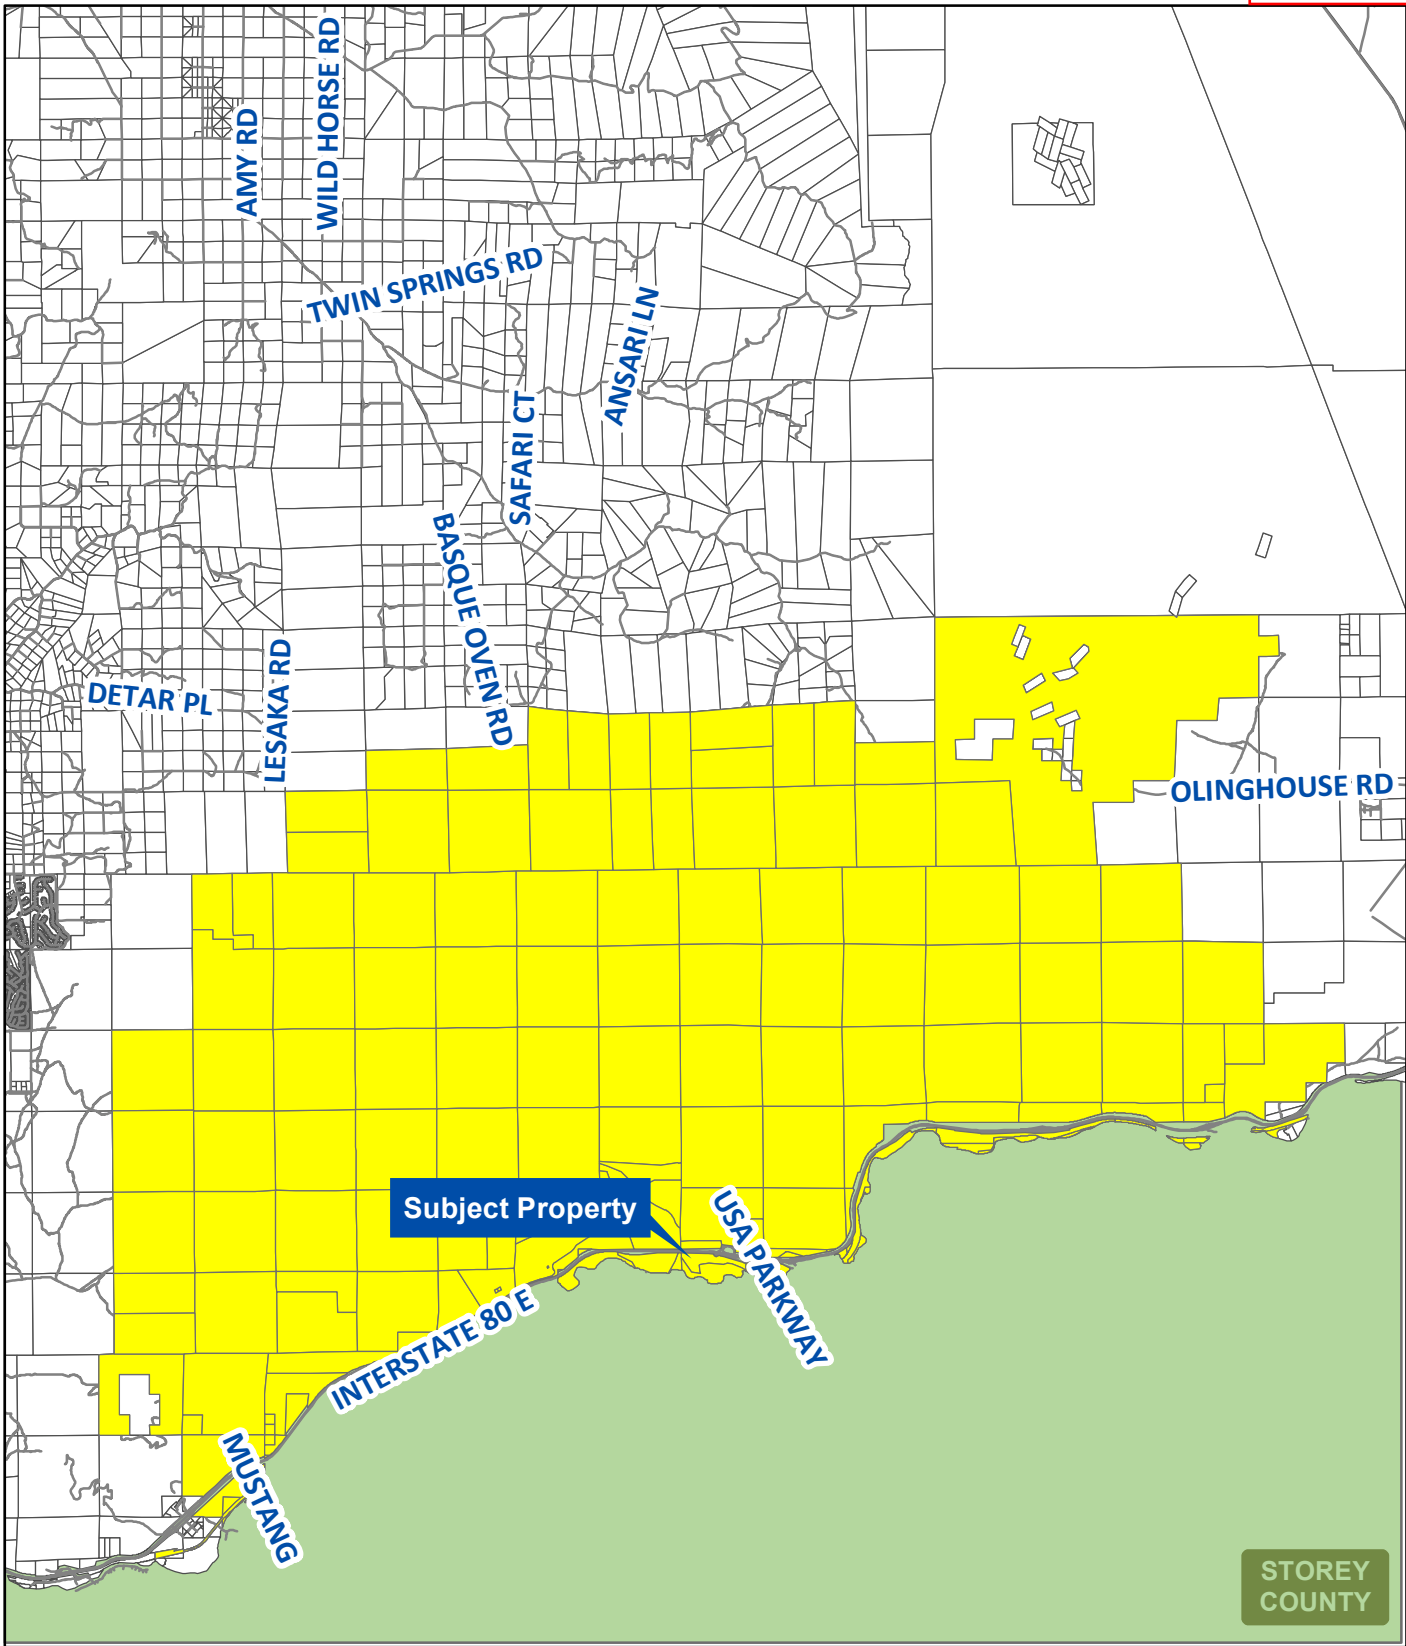 WILD HORSE RD
AMY RD
TWIN SPRINGS RD
ANSARI LN
SAFARI CT
BASQUE OVEN RD
LESAKA RD
DETAR PL
OLINGHOUSE RD
Subject Property
USA PARKWAY
INTERSTATE 80 E
MUSTANG
STOREY
COUNTY